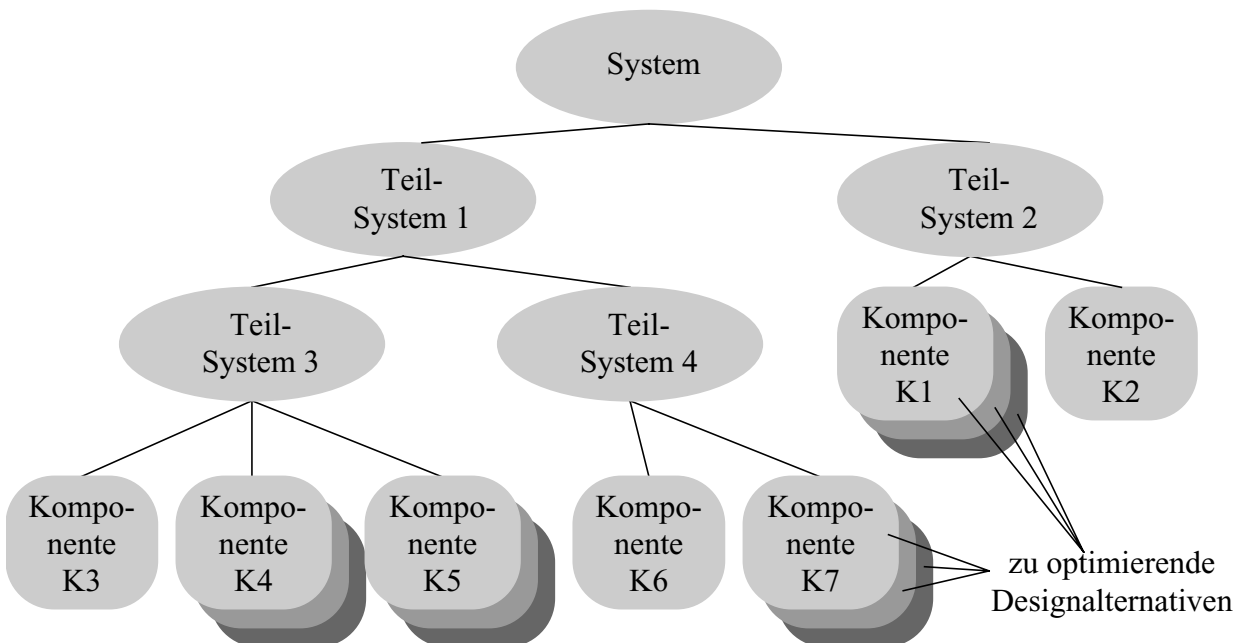 System
Teil-
System 1
Teil-
System 2
Teil-
System 3
Teil-
System 4
Kompo-
nente
K1
Kompo-
nente
K2
Kompo-
nente
K3
Kompo-
nente
K4
Kompo-
nente
K5
Kompo-
nente
K6
Kompo-
nente
K7
zu optimierende
Designalternativen